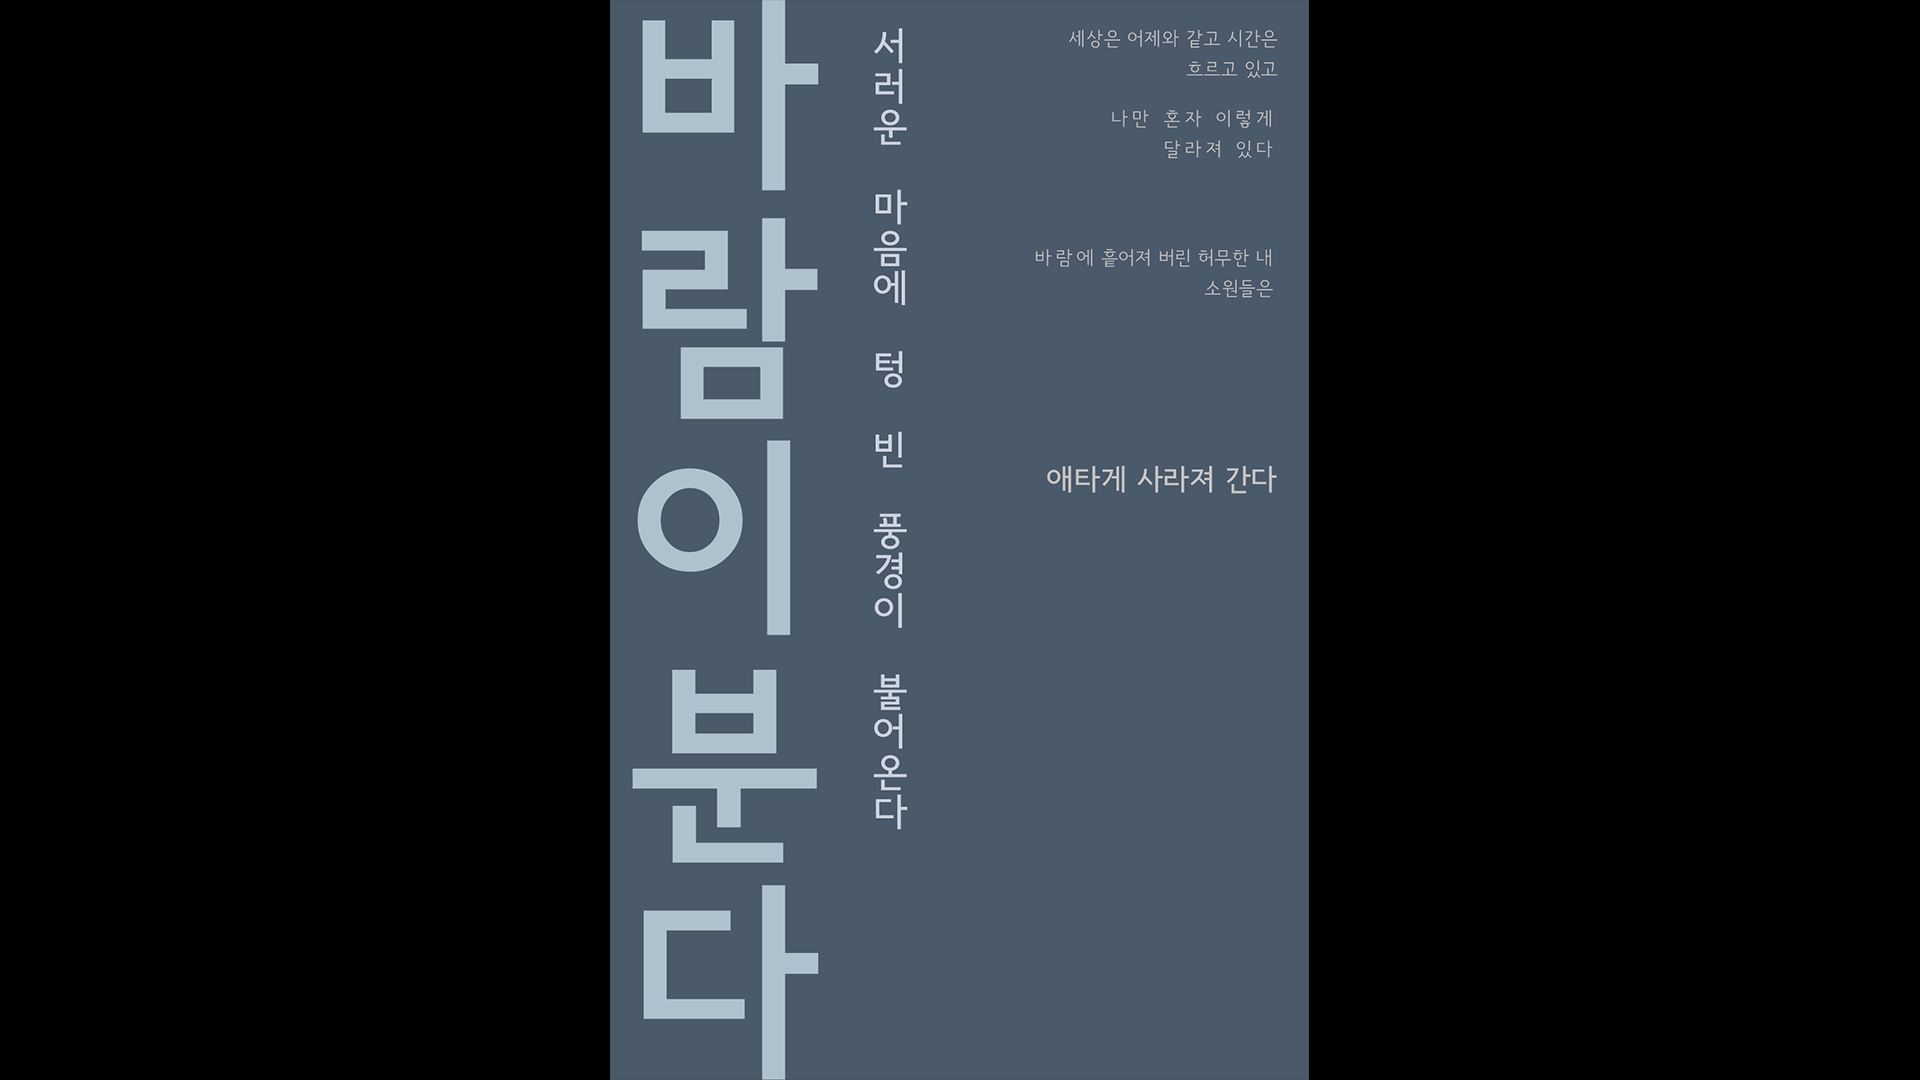 바람이분다
서러운 마음에 텅 빈 풍경이 불어온다
세상은 어제와 같고 시간은
흐르고 있고
나만 혼자 이렇게
달라져 있다
바람에 흩어져 버린 허무한 내
소원들은
애타게 사라져 간다